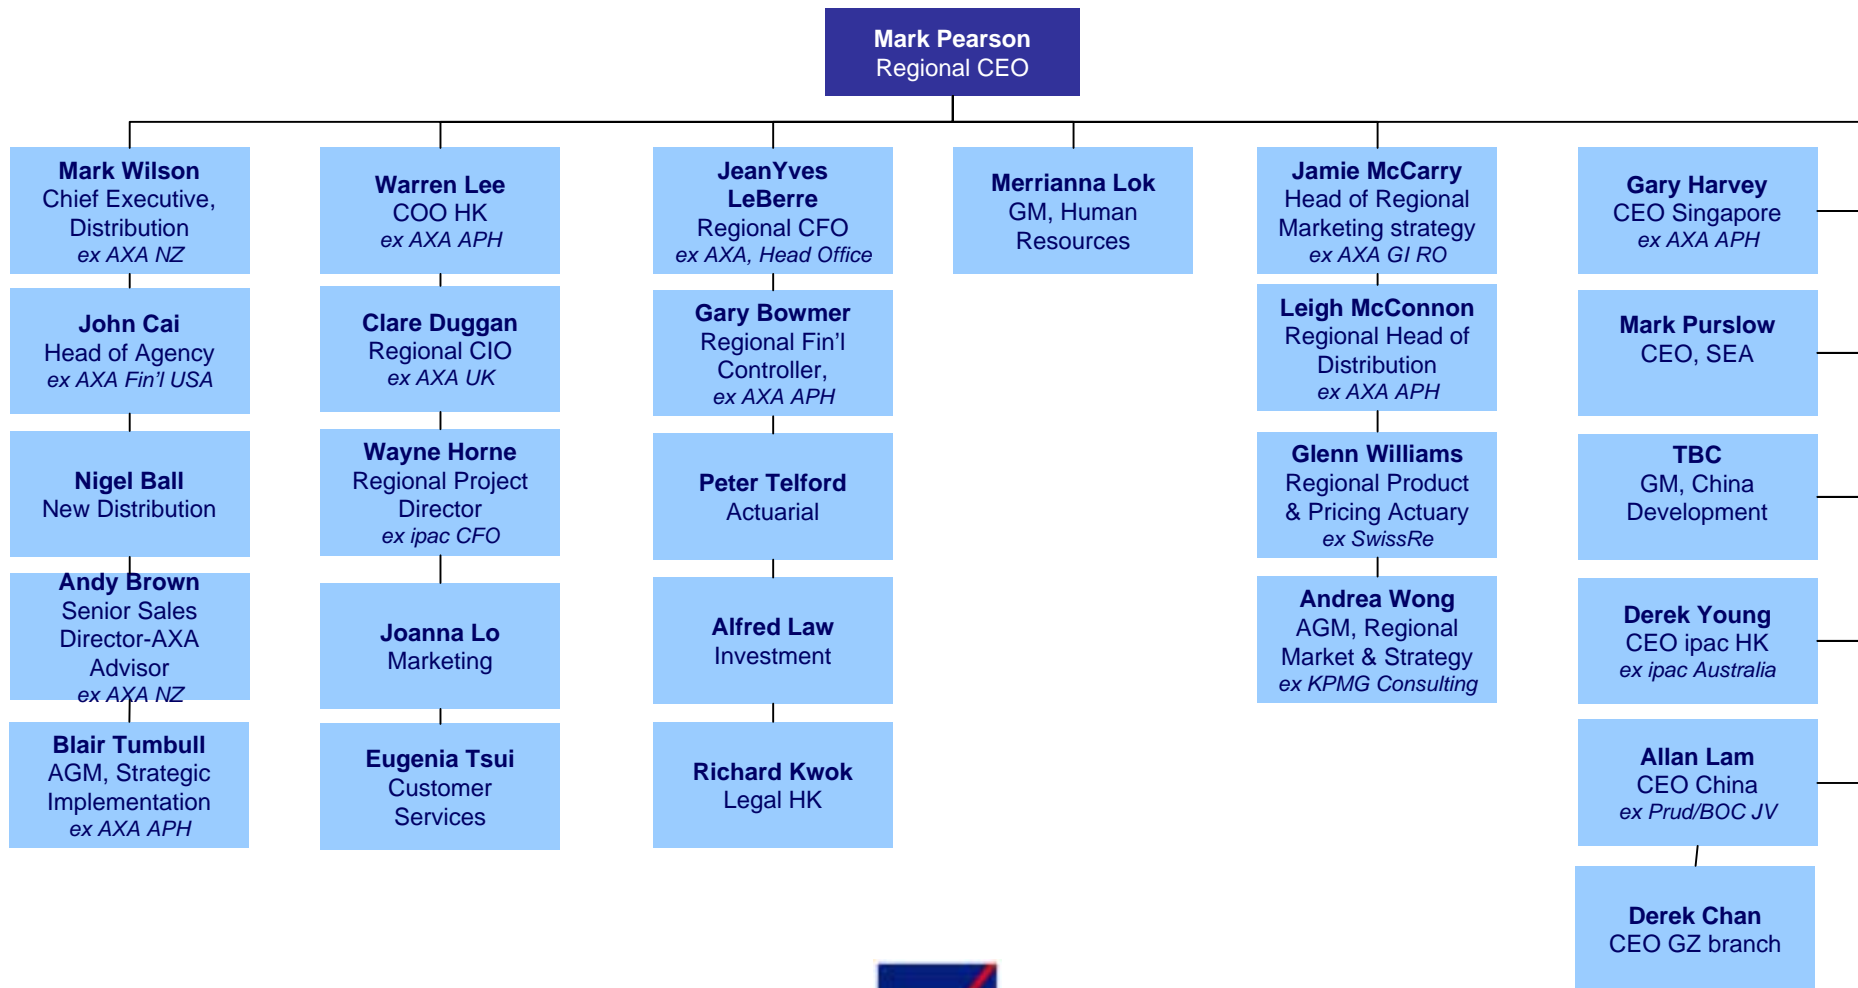 Mark Pearson
Regional CEO
Mark Wilson
Chief Executive,
Distribution
ex AXA NZ
John Cai
Head of Agency
ex AXA Fin'l USA
Nigel Ball
New Distribution
Andy Brown
Senior Sales
Director-AXA
Advisor
ex AXA NZ
Blair Tumbull
AGM, Strategic
Implementation
ex AXA APH
Warren Lee
COO HK
ex AXA APH
Clare Duggan
Regional CIO
ex AXA UK
Wayne Horne
Regional Project
Director
ex ipac CFO
Joanna Lo
Marketing
Eugenia Tsui
Customer
Services
JeanYves
LeBerre
Regional CFO
ex AXA, Head Office
Gary Bowmer
Regional Fin'l
Controller,
ex AXA APH
Peter Telford
Actuarial
Alfred Law
Investment
Richard Kwok
Legal HK
Merrianna Lok
GM, Human
Resources
Jamie McCarry
Head of Regional
Marketing strategy
ex AXA GI RO
Leigh McConnon
Regional Head of
Distribution
ex AXA APH
Glenn Williams
Regional Product
& Pricing Actuary
ex SwissRe
Andrea Wong
AGM, Regional
Market & Strategy
ex KPMG Consulting
Gary Harvey
CEO Singapore
ex AXA APH
Mark Purslow
CEO, SEA
TBC
GM, China
Development
Derek Young
CEO ipac HK
ex ipac Australia
Allan Lam
CEO China
ex Prud/BOC JV
Derek Chan
CEO GZ branch